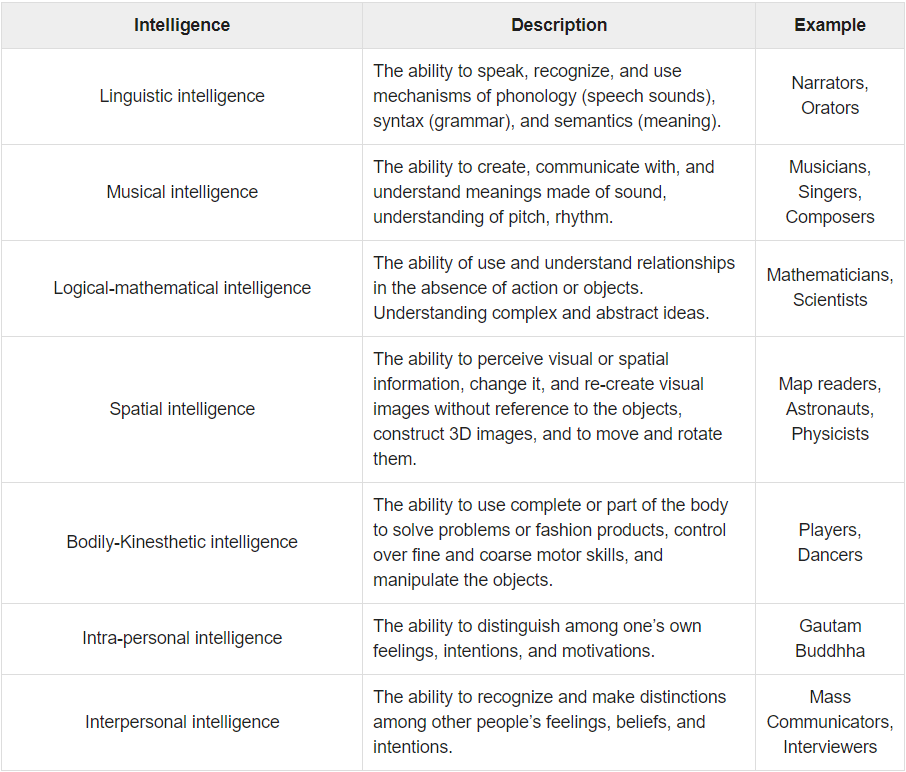 Intelligence Description Example
Linguistic intelligence
The ability to speak, recognize, and use
mechanisms of phonology (speech sounds),
syntax (grammar), and semantics (meaning).
Narrators,
Orators
Musical intelligence
The ability to create, communicate with, and
understand meanings made of sound,
understanding of pitch, rhythm.
Musicians,
Singers,
Composers
Logical-mathematical intelligence
The ability of use and understand relationships
in the absence of action or objects.
Understanding complex and abstract ideas.
Mathematicians,
Scientists
Spatial intelligence
The ability to perceive visual or spatial
information, change it, and re-create visual
images without reference to the objects,
construct 3D images, and to move and rotate
them.
Map readers,
Astronauts,
Physicists
Bodily-Kinesthetic intelligence
The ability to use complete or part of the body
to solve problems or fashion products, control
over fine and coarse motor skills, and
manipulate the objects.
Players,
Dancers
Intra-personal intelligence
The ability to distinguish among one’s own
feelings, intentions, and motivations.
Gautam
Buddhha
Interpersonal intelligence
The ability to recognize and make distinctions
among other people’s feelings, beliefs, and
intentions.
Mass
Communicators,
Interviewers